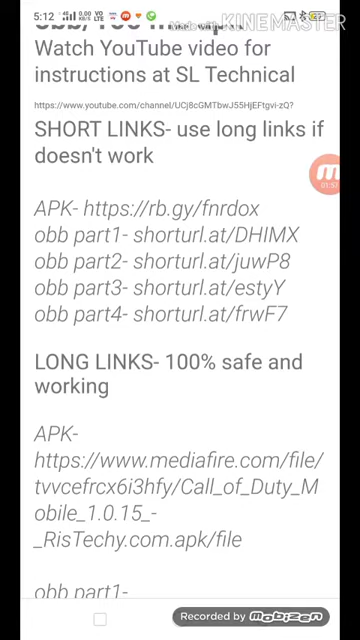 5:12
Made with KINEMASTER
Watch YouTube video for
instructions at SL Technical
https://www.youtube.com/channel/UCj8cGMTbwJ55HjEFtgvi-zQ?
SHORT LINKS- use long links if
doesn't work
01:57
APK- https://rb.gy/fnrdox
obb part1- shorturl.at/DHIMX
obb part2- shorturl.at/juwP8
obb part3- shorturl.at/estyY
obb part4- shorturl.at/frwF7
LONG LINKS- 100% safe and
working
APK-
https://www.mediafire.com/file/
tvvcefrcx6i3hfy/Call_of_Duty_M
obile_1.0.15_-
_RisTechy.com.apk/file
obb part1-
Recorded by mobizen